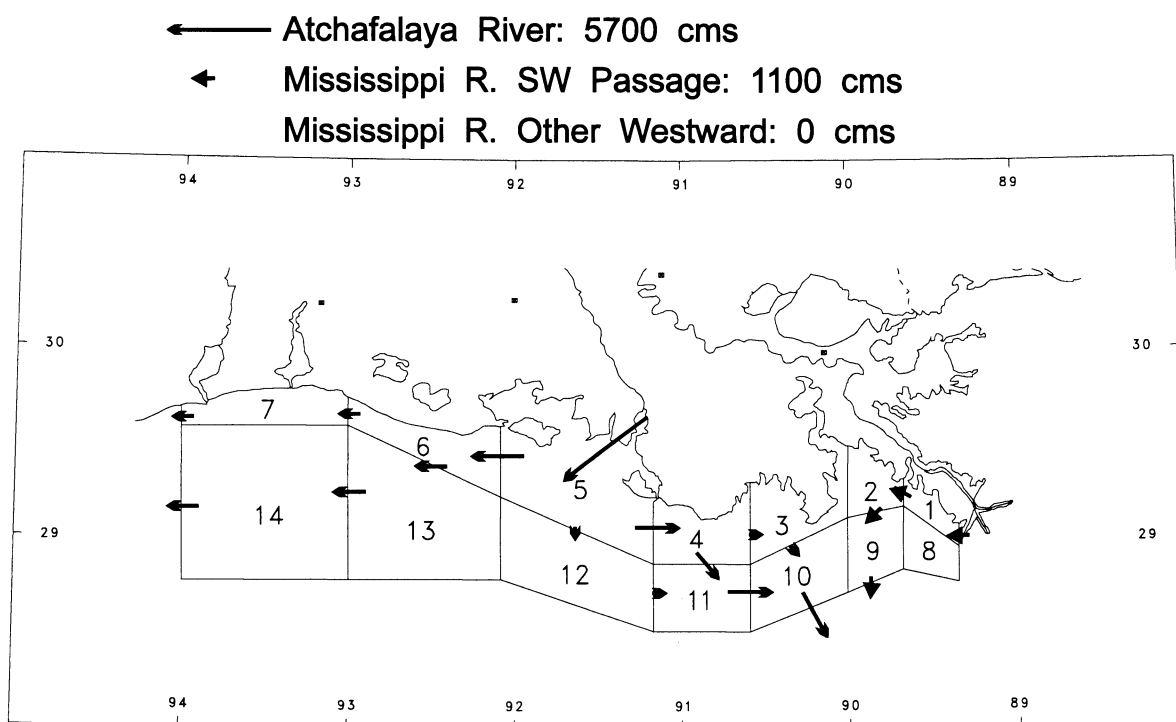 Atchafalaya River: 5700 cms
Mississippi R. SW Passage: 1100 cms
Mississippi R. Other Westward: 0 cms
94 93 92 91 90 89
30 30
7
6
5 2 1
14 13 4 3 29
29 12 9 8
11 10
94 93 92 91 90 89